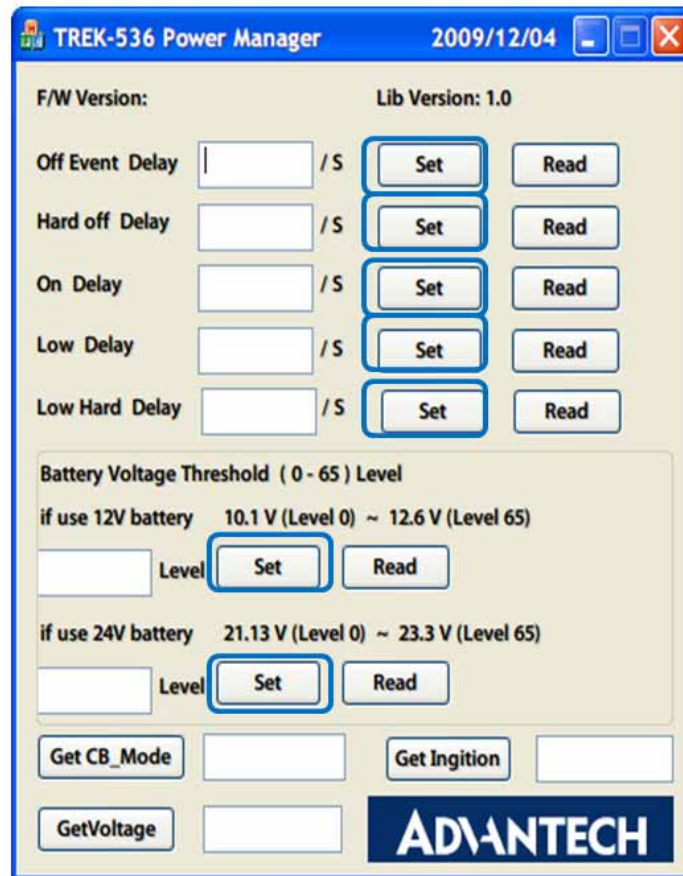 TREK-536 Power Manager 2009/12/04
F/W Version: Lib Version: 1.0
Off Event Delay / S Set Read
Hard off Delay / S Set Read
On Delay / S Set Read
Low Delay / S Set Read
Low Hard Delay / S Set Read
Battery Voltage Threshold ( 0 - 65 ) Level
if use 12V battery 10.1 V (Level 0) ~ 12.6 V (Level 65)
Level Set Read
if use 24V battery 21.13 V (Level 0) ~ 23.3 V (Level 65)
Level Set Read
Get CB_Mode Get Ingition
GetVoltage ADVANTECH